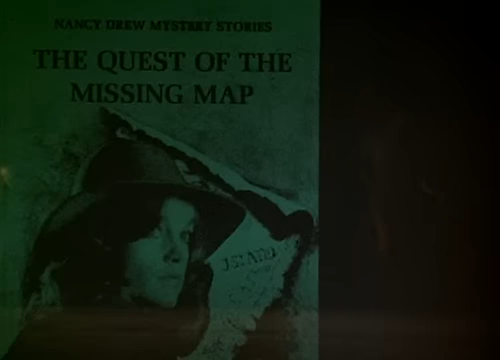 NANCY DREW MYSTERY STORIES
THE QUEST OF THE
MISSING MAP